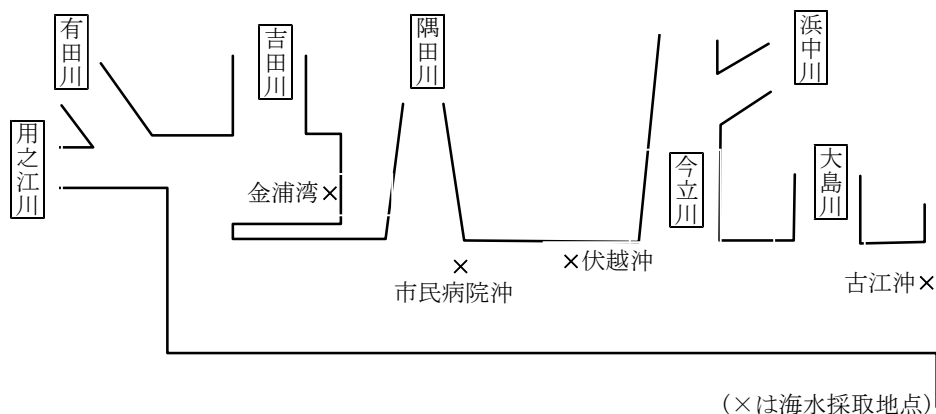 有田川
吉田川
隅田川
浜中川
用之江川
今立川
大島川
金浦湾×
×伏越沖
×
市民病院沖
古江沖×
(×は海水採取地点)